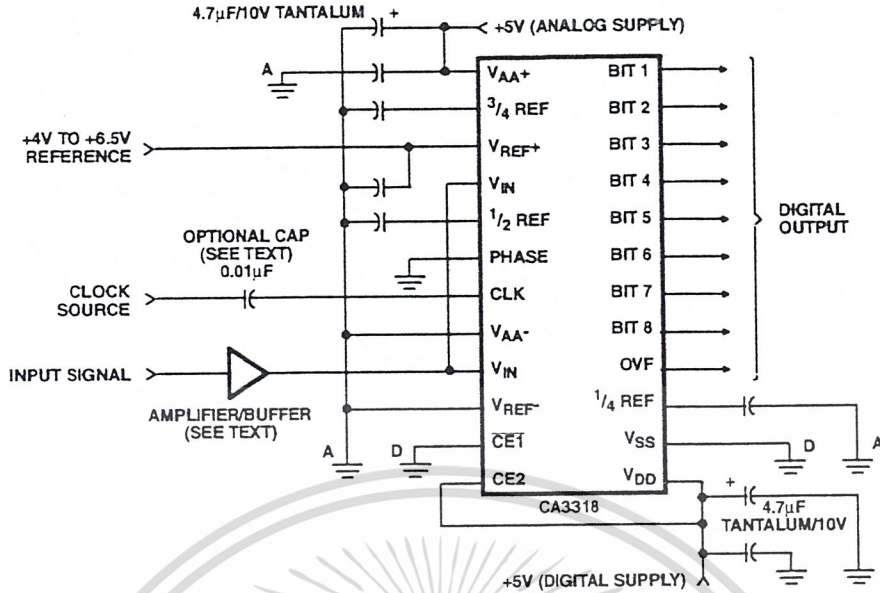 4.7µF/10V TANTALUM
+
+5V (ANALOG SUPPLY)
A
VAA+
BIT 1
3/4 REF
BIT 2
+4V TO +6.5V
REFERENCE
VREF+
BIT 3
VIN
BIT 4
1/2 REF
BIT 5
DIGITAL
OUTPUT
OPTIONAL CAP
(SEE TEXT)
0.01µF
PHASE
BIT 6
CLOCK
SOURCE
CLK
BIT 7
VAA-
BIT 8
INPUT SIGNAL
VIN
OVF
AMPLIFIER/BUFFER
(SEE TEXT)
VREF-
1/4 REF
A
D
CE1
VSS
D
A
CE2
VDD
+
4.7µF
TANTALUM/10V
CA3318
+5V (DIGITAL SUPPLY)